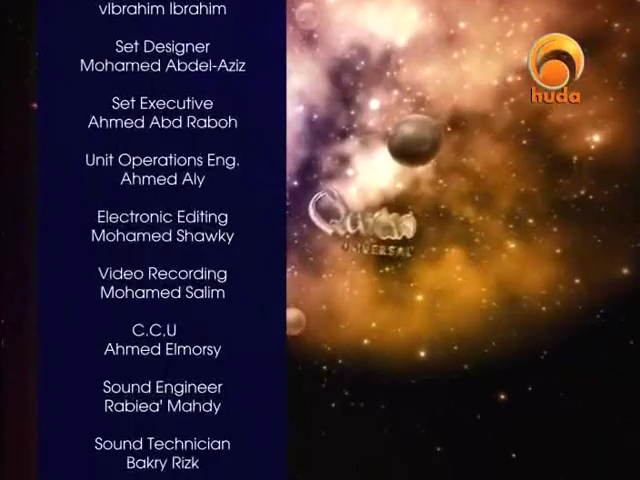 vIbrahim Ibrahim
Set Designer
Mohamed Abdel-Aziz
Set Executive
Ahmed Abd Raboh
Unit Operations Eng.
Ahmed Aly
Electronic Editing
Mohamed Shawky
Video Recording
Mohamed Salim
C.C.U
Ahmed Elmorsy
Sound Engineer
Rabiea' Mahdy
Sound Technician
Bakry Rizk
huda
Quran
UNIVERSAL